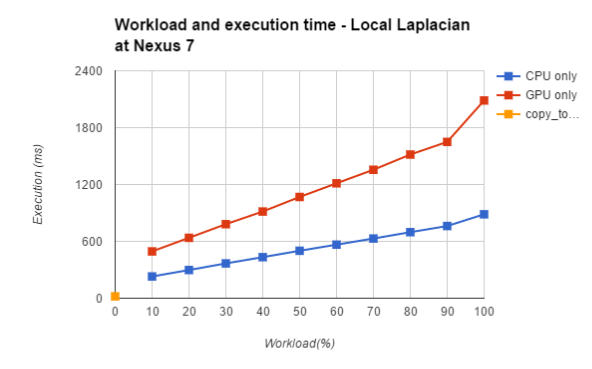 Workload and execution time - Local Laplacian
at Nexus 7
2400
1800
1200
600
0
Execution (ms)
0 10 20 30 40 50 60 70 80 90 100
Workload(%)
CPU only
GPU only
copy_to...